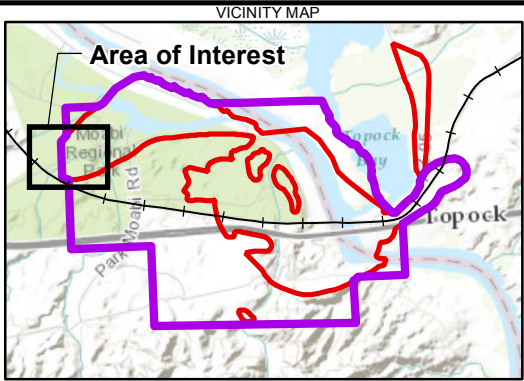 VICINITY MAP
Area of Interest
Moabi
Regional
Park
Topock
Bay
Park Moabi Rd
Topock